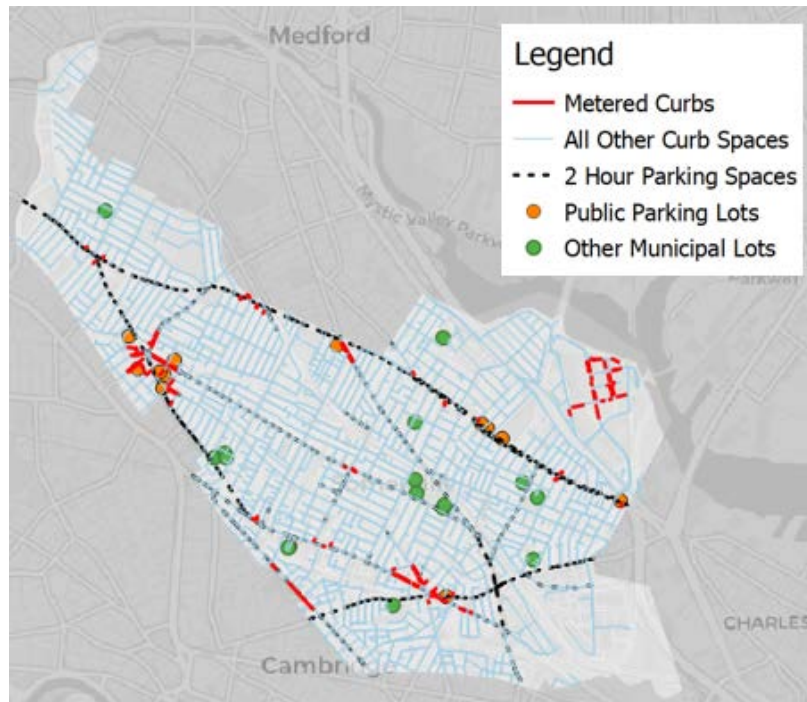 Medford
Legend
Metered Curbs
All Other Curb Spaces
2 Hour Parking Spaces
Public Parking Lots
Other Municipal Lots
Mystic Valley Parkw
Parkway
CHARLES
Cambridge